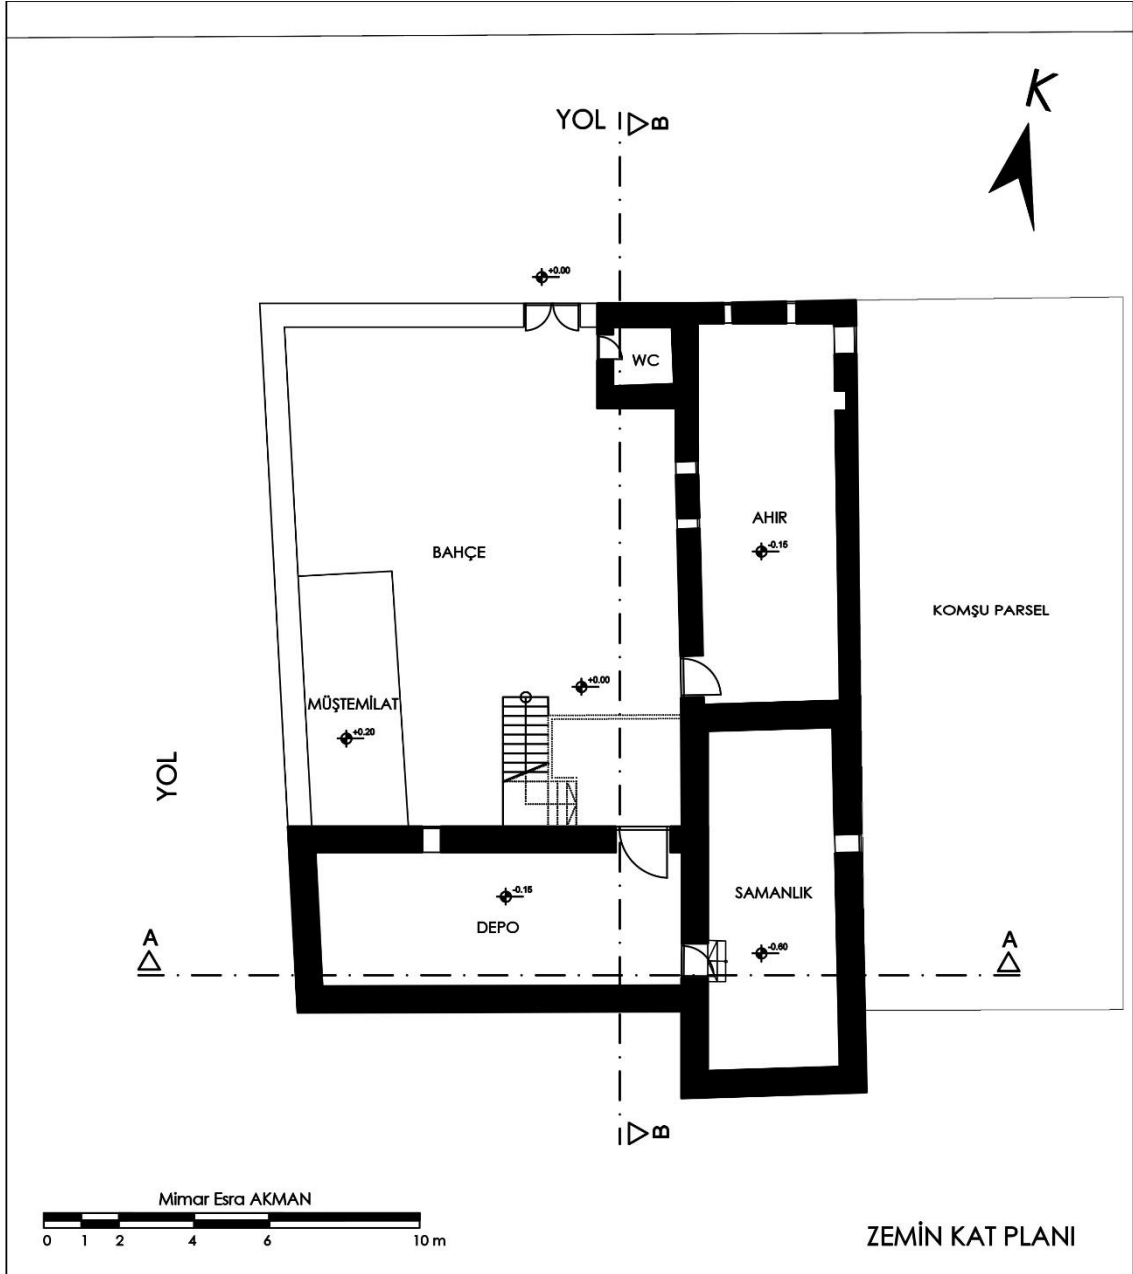 K
YOL
B
+0.00
WC
AHIR
-0.15
BAHÇE
KOMŞU PARSEL
+0.00
MÜŞTEMİLAT
+0.20
YOL
-0.15
DEPO
SAMANLIK
-0.60
A
A
B
Mimar Esra AKMAN
0 1 2 4 6 10 m
ZEMİN KAT PLANI